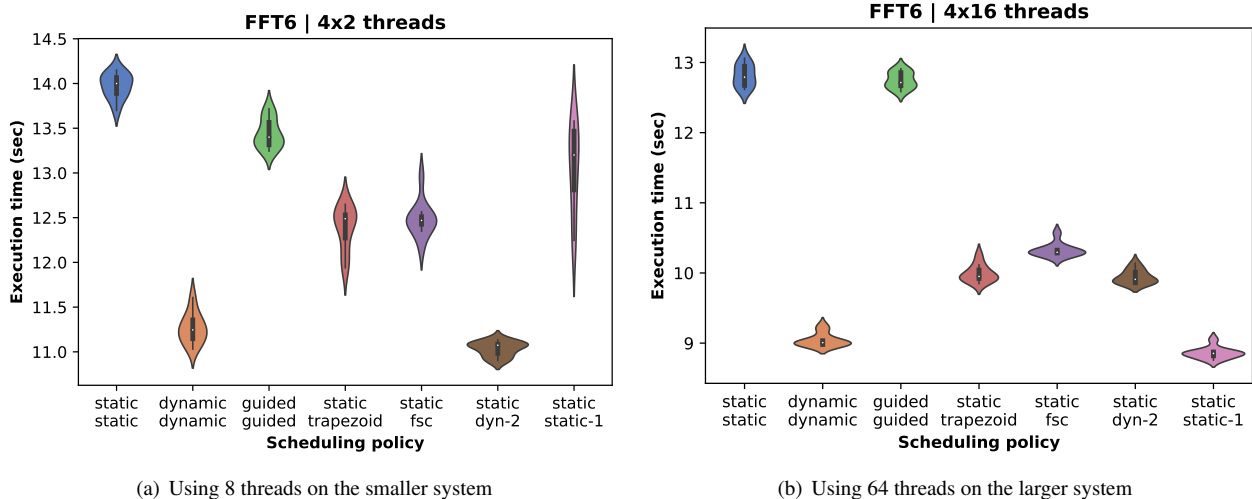 FFT6 | 4x2 threads
Execution time (sec)
14.5
14.0
13.5
13.0
12.5
12.0
11.5
11.0
static static
dynamic dynamic
guided guided
static trapezoid
static fsc
static dyn-2
static static-1
Scheduling policy
(a) Using 8 threads on the smaller system
FFT6 | 4x16 threads
Execution time (sec)
13
12
11
10
9
static static
dynamic dynamic
guided guided
static trapezoid
static fsc
static dyn-2
static static-1
Scheduling policy
(b) Using 64 threads on the larger system